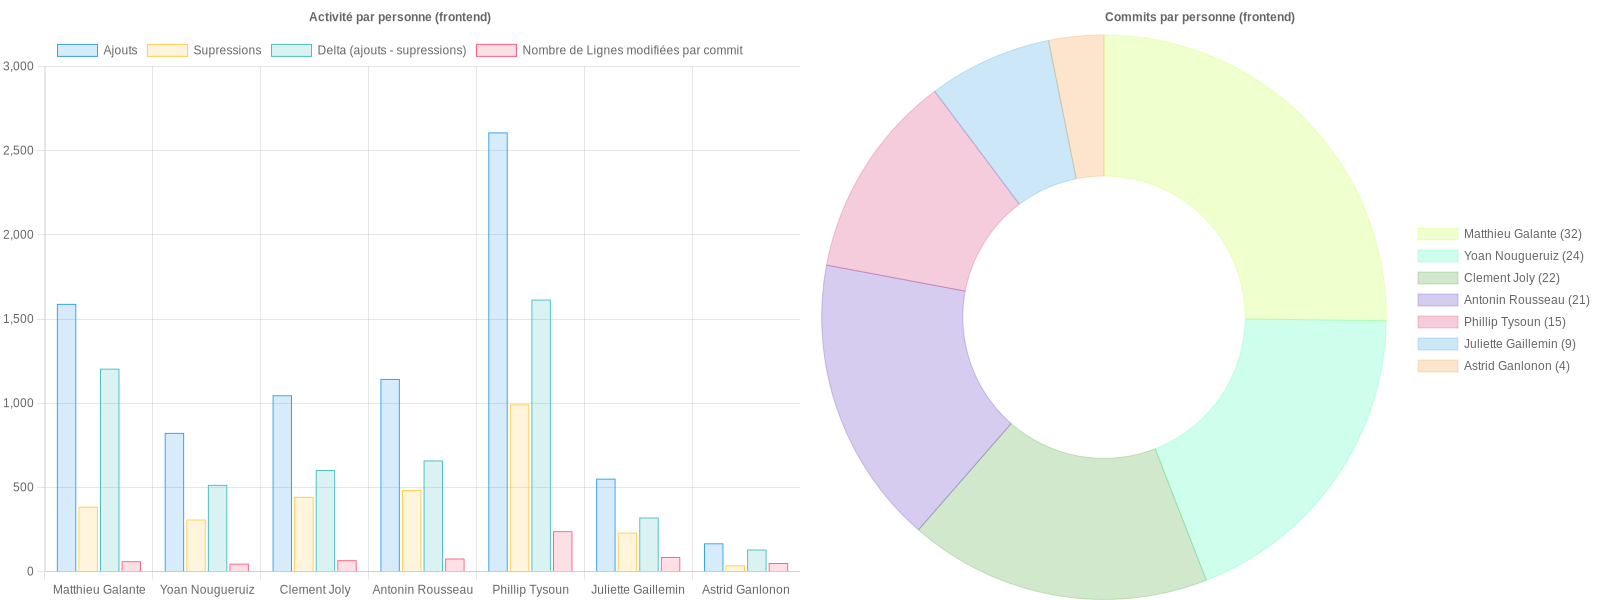 Activité par personne (frontend)
Ajouts
Supressions
Delta (ajouts - supressions)
Nombre de Lignes modifiées par commit
3,000
2,500
2,000
1,500
1,000
500
0
Matthieu Galante
Yoan Nougueruiz
Clement Joly
Antonin Rousseau
Phillip Tysoun
Juliette Gaillemin
Astrid Ganlonon
Commits par personne (frontend)
Matthieu Galante (32)
Yoan Nougueruiz (24)
Clement Joly (22)
Antonin Rousseau (21)
Phillip Tysoun (15)
Juliette Gaillemin (9)
Astrid Ganlonon (4)